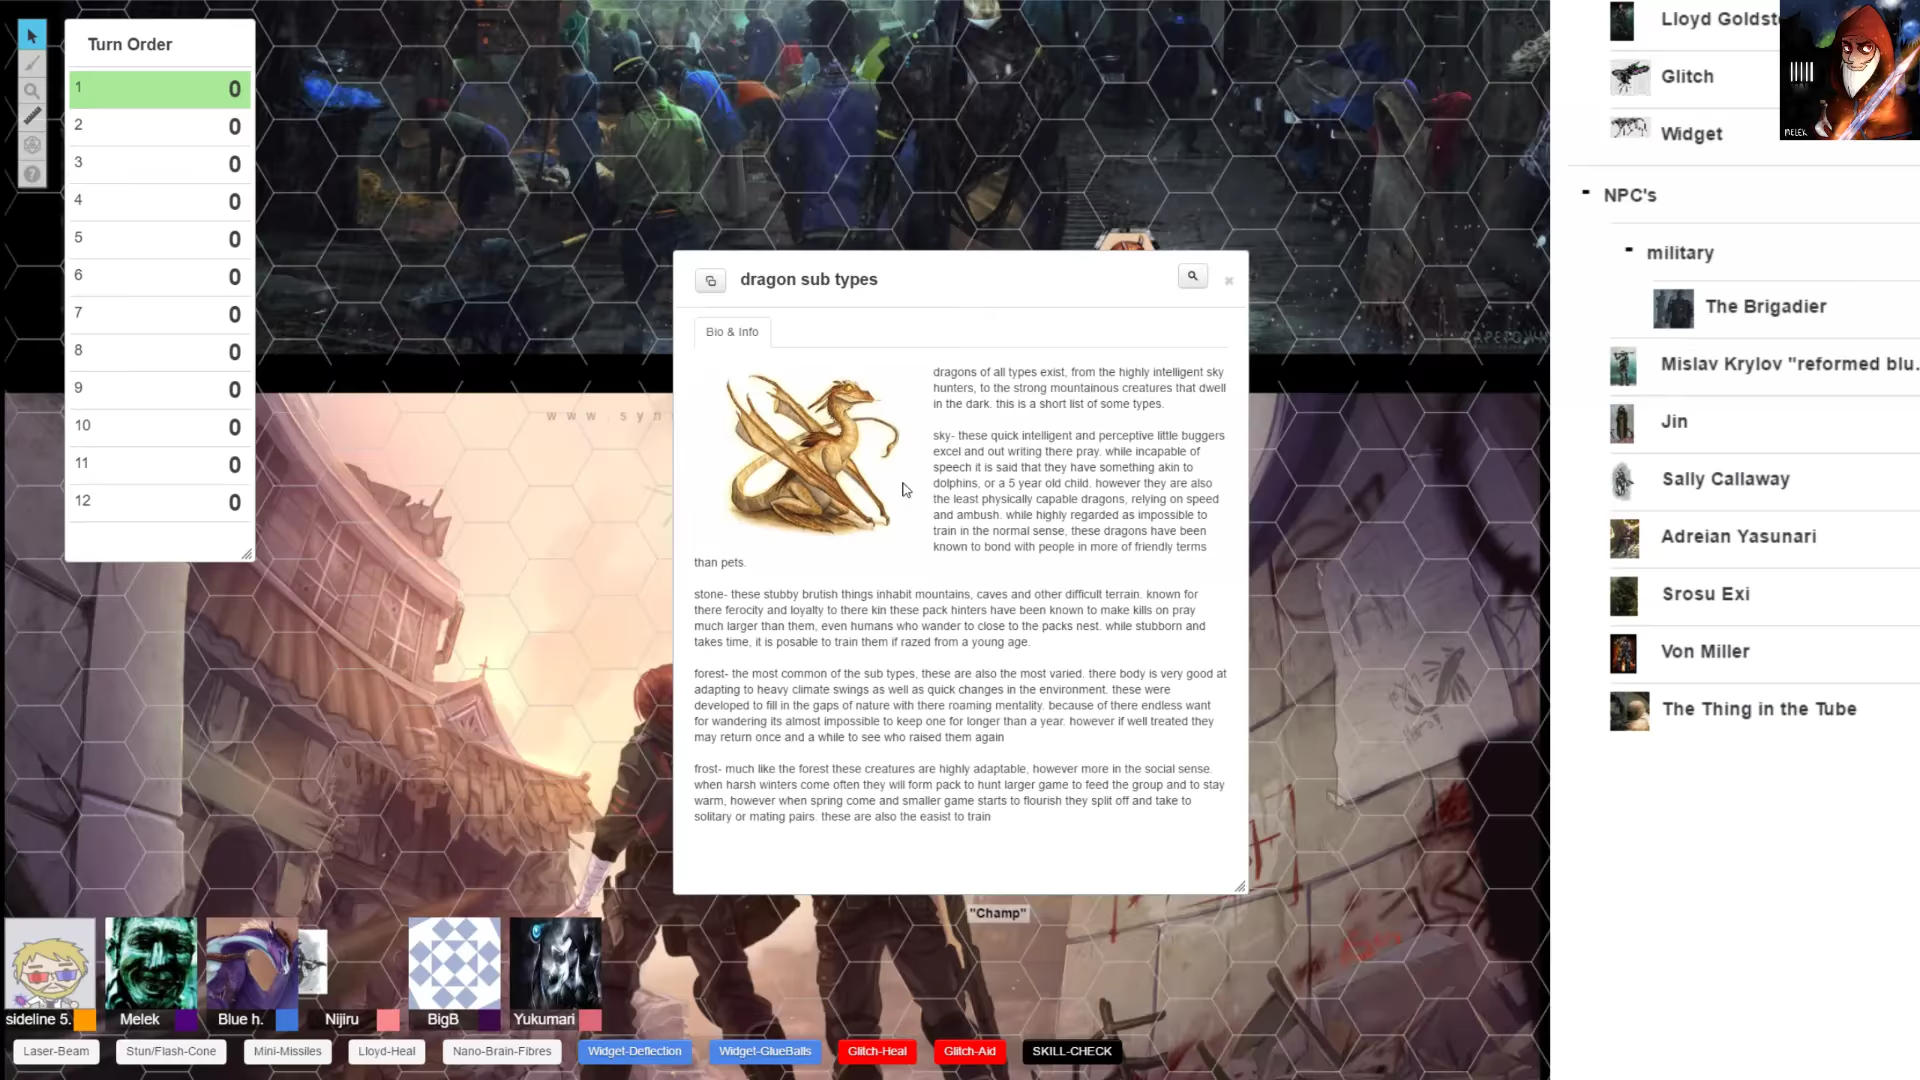 Turn Order
1 0
2 0
3 0
4 0
5 0
6 0
7 0
8 0
9 0
10 0
11 0
12 0
www.syn
dragon sub types
Bio & Info
dragons of all types exist, from the highly intelligent sky
hunters, to the strong mountainous creatures that dwell
in the dark. this is a short list of some types.
sky- these quick intelligent and perceptive little buggers
excel and out writing there pray. while incapable of
speech it is said that they have something akin to
dolphins, or a 5 year old child. however they are also
the least physically capable dragons, relying on speed
and ambush. while highly regarded as impossible to
train in the normal sense, these dragons have been
known to bond with people in more of friendly terms
than pets.
stone- these stubby brutish things inhabit mountains, caves and other difficult terrain. known for
there ferocity and loyalty to there kin these pack hinters have been known to make kills on pray
much larger than them, even humans who wander to close to the packs nest. while stubborn and
takes time, it is posable to train them if razed from a young age.
forest- the most common of the sub types, these are also the most varied. there body is very good at
adapting to heavy climate swings as well as quick changes in the environment. these were
developed to fill in the gaps of nature with there roaming mentality. because of there endless want
for wandering its almost impossible to keep one for longer than a year. however if well treated they
may return once and a while to see who raised them again
frost- much like the forest these creatures are highly adaptable, however more in the social sense.
when harsh winters come often they will form pack to hunt larger game to feed the group and to stay
warm, however when spring come and smaller game starts to flourish they split off and take to
solitary or mating pairs. these are also the easist to train
"Champ"
sideline 5.
Melek
Blue h.
Nijiru
BigB
Yukumari
Laser-Beam
Stun/Flash-Cone
Mini-Missiles
Lloyd-Heal
Nano-Brain-Fibres
Widget-Deflection
Widget-GlueBalls
Glitch-Heal
Glitch-Aid
SKILL-CHECK
Lloyd Goldst
Glitch
Widget
MELEK
NPC's
military
The Brigadier
Mislav Krylov "reformed blu.
Jin
Sally Callaway
Adreian Yasunari
Srosu Exi
Von Miller
The Thing in the Tube